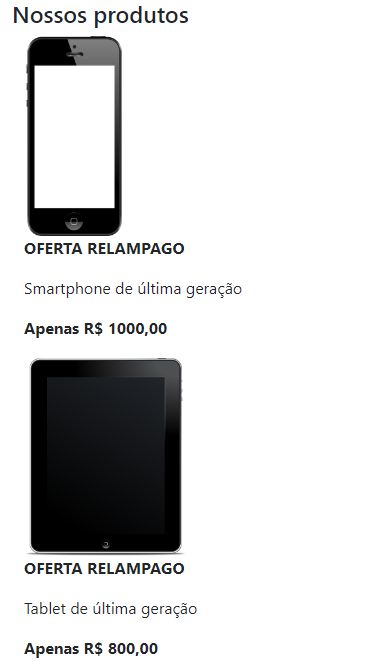 Nossos produtos
OFERTA RELAMPAGO
Smartphone de última geração
Apenas R$ 1000,00
OFERTA RELAMPAGO
Tablet de última geração
Apenas R$ 800,00